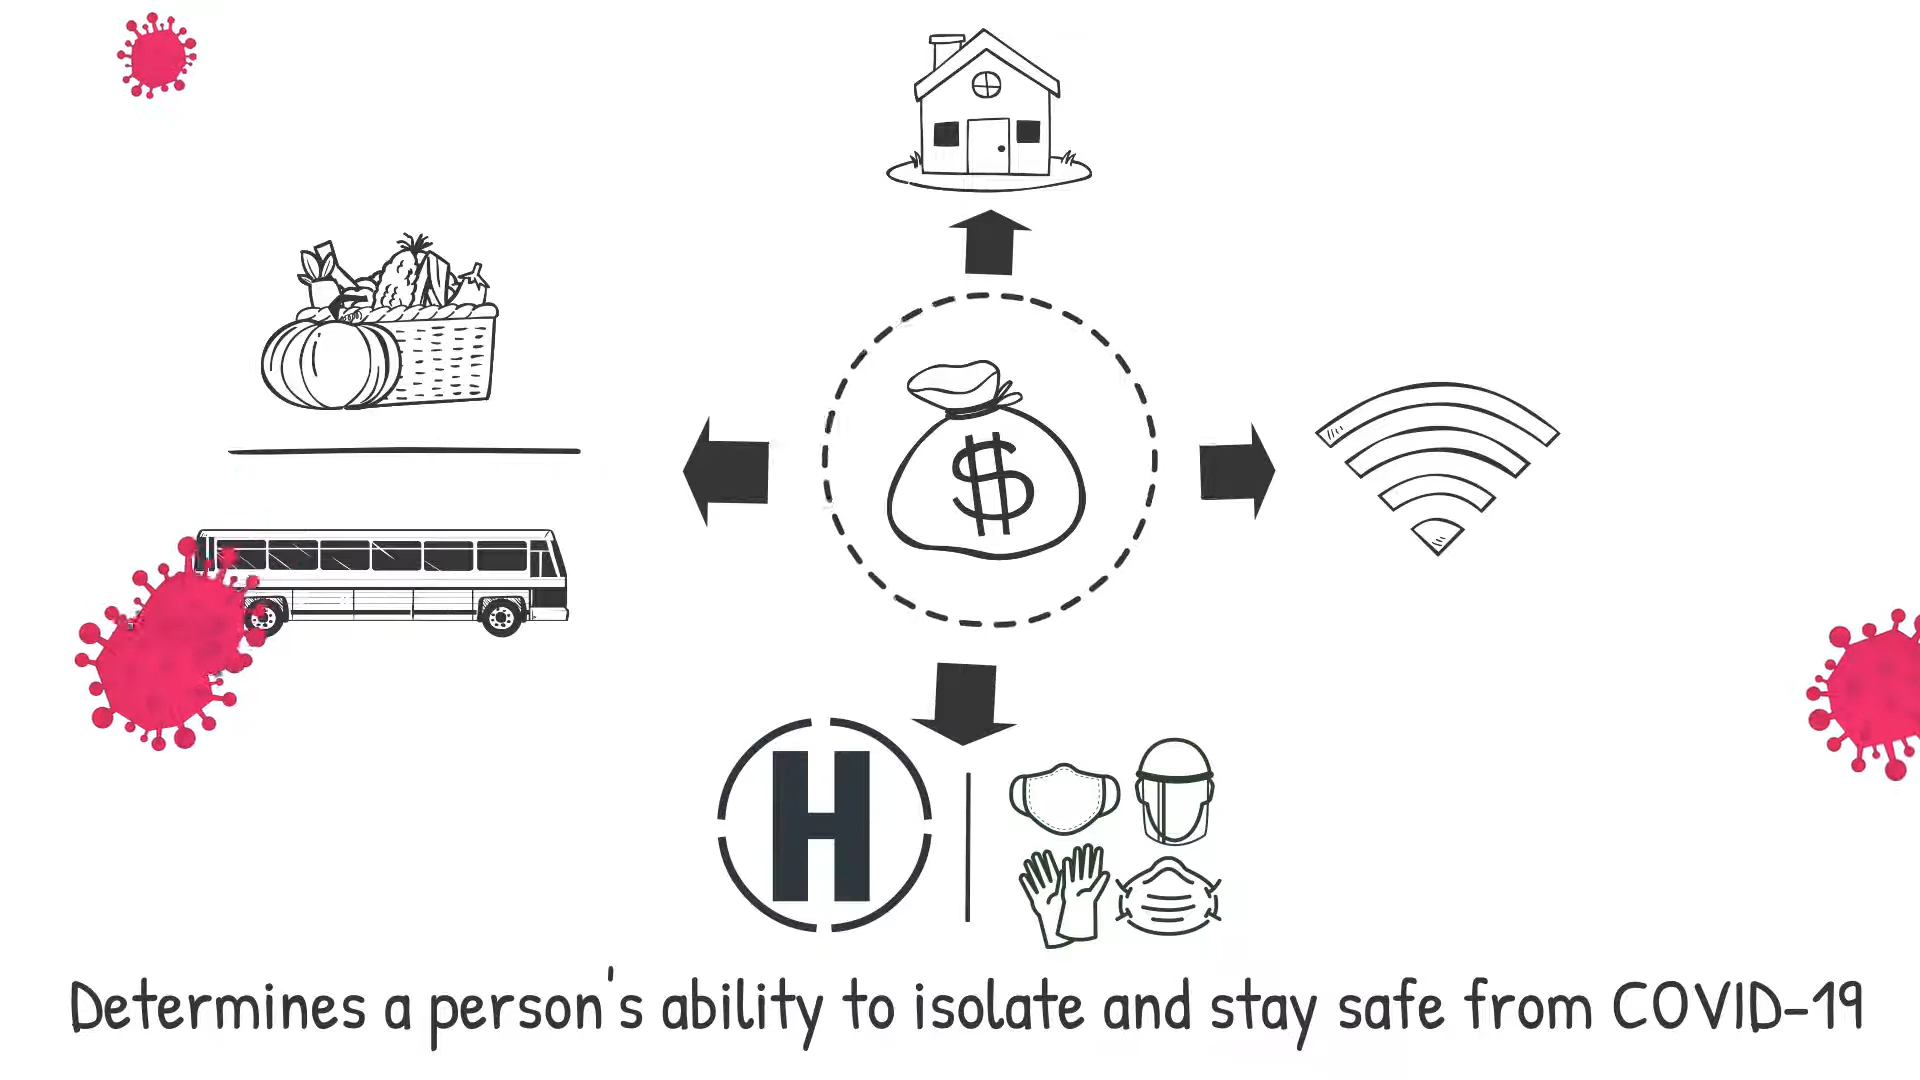 $
H
Determines a person's ability to isolate and stay safe from COVID-19